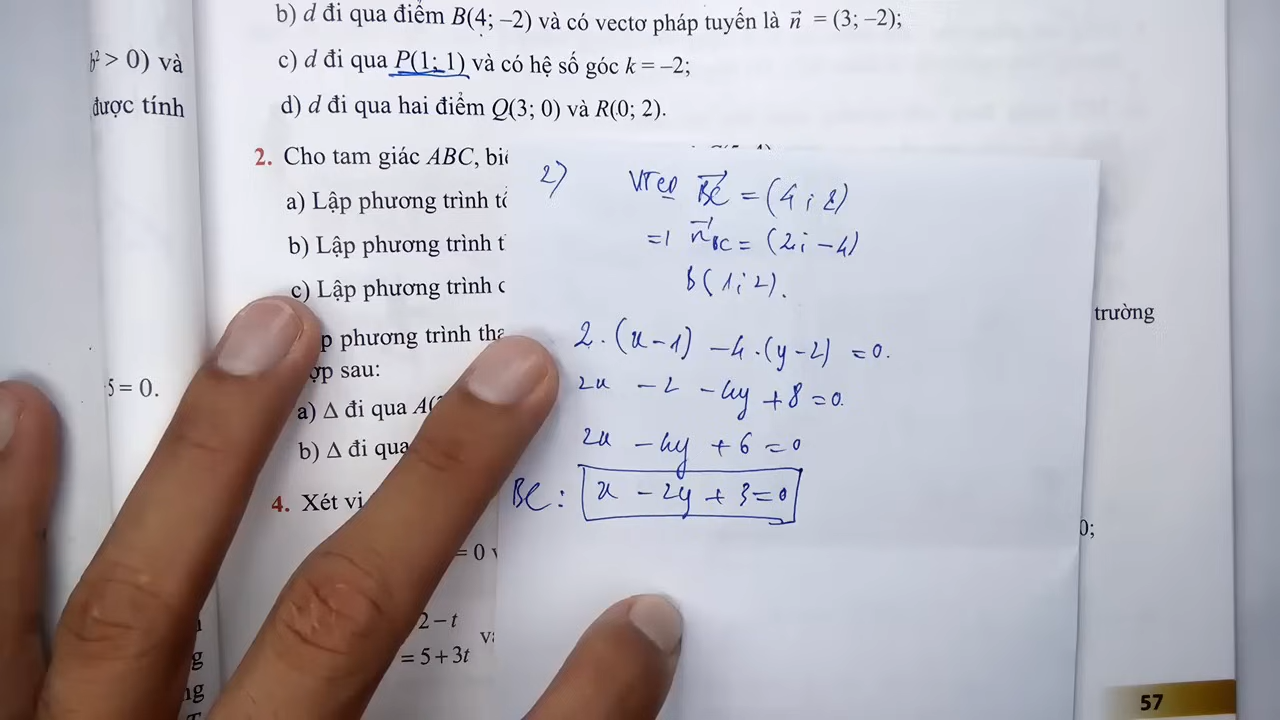 b) d đi qua điểm B(4; –2) và có vectơ pháp tuyến là n⃗ = (3; –2);
b² > 0) và
c) d đi qua P(1; 1) và có hệ số góc k = –2;
được tính
d) d đi qua hai điểm Q(3; 0) và R(0; 2).
2. Cho tam giác ABC,
a) Lập phương trình
b) Lập phương trình
c) Lập phương trình
phương trình
sau:
a) Δ đi qua
b) Δ đi qua
4. Xét
= 0
2 – t
= 5 + 3t
5 = 0.
2)
VTCP BC⃗ = (4; 2)
=> n⃗BC = (2; –4)
B(1; 2).
2.(x – 1) – 4.(y – 2) = 0.
2x – 2 – 4y + 8 = 0.
2x – 4y + 6 = 0
BC: x – 2y + 3 = 0
trường
0;
57